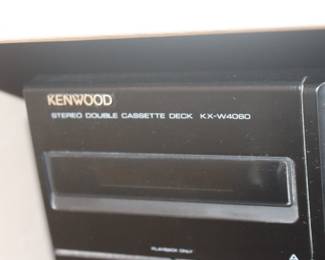 KENWOOD
STEREO DOUBLE CASSETTE DECK KX-W4060
PLAYBACK ONLY